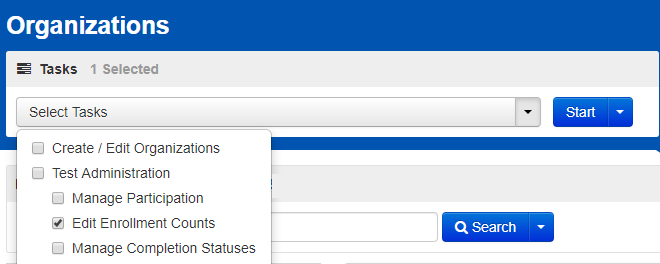 Organizations
Tasks 1 Selected
Select Tasks
Start
Create / Edit Organizations
Test Administration
Manage Participation
Edit Enrollment Counts
Search
Manage Completion Statuses